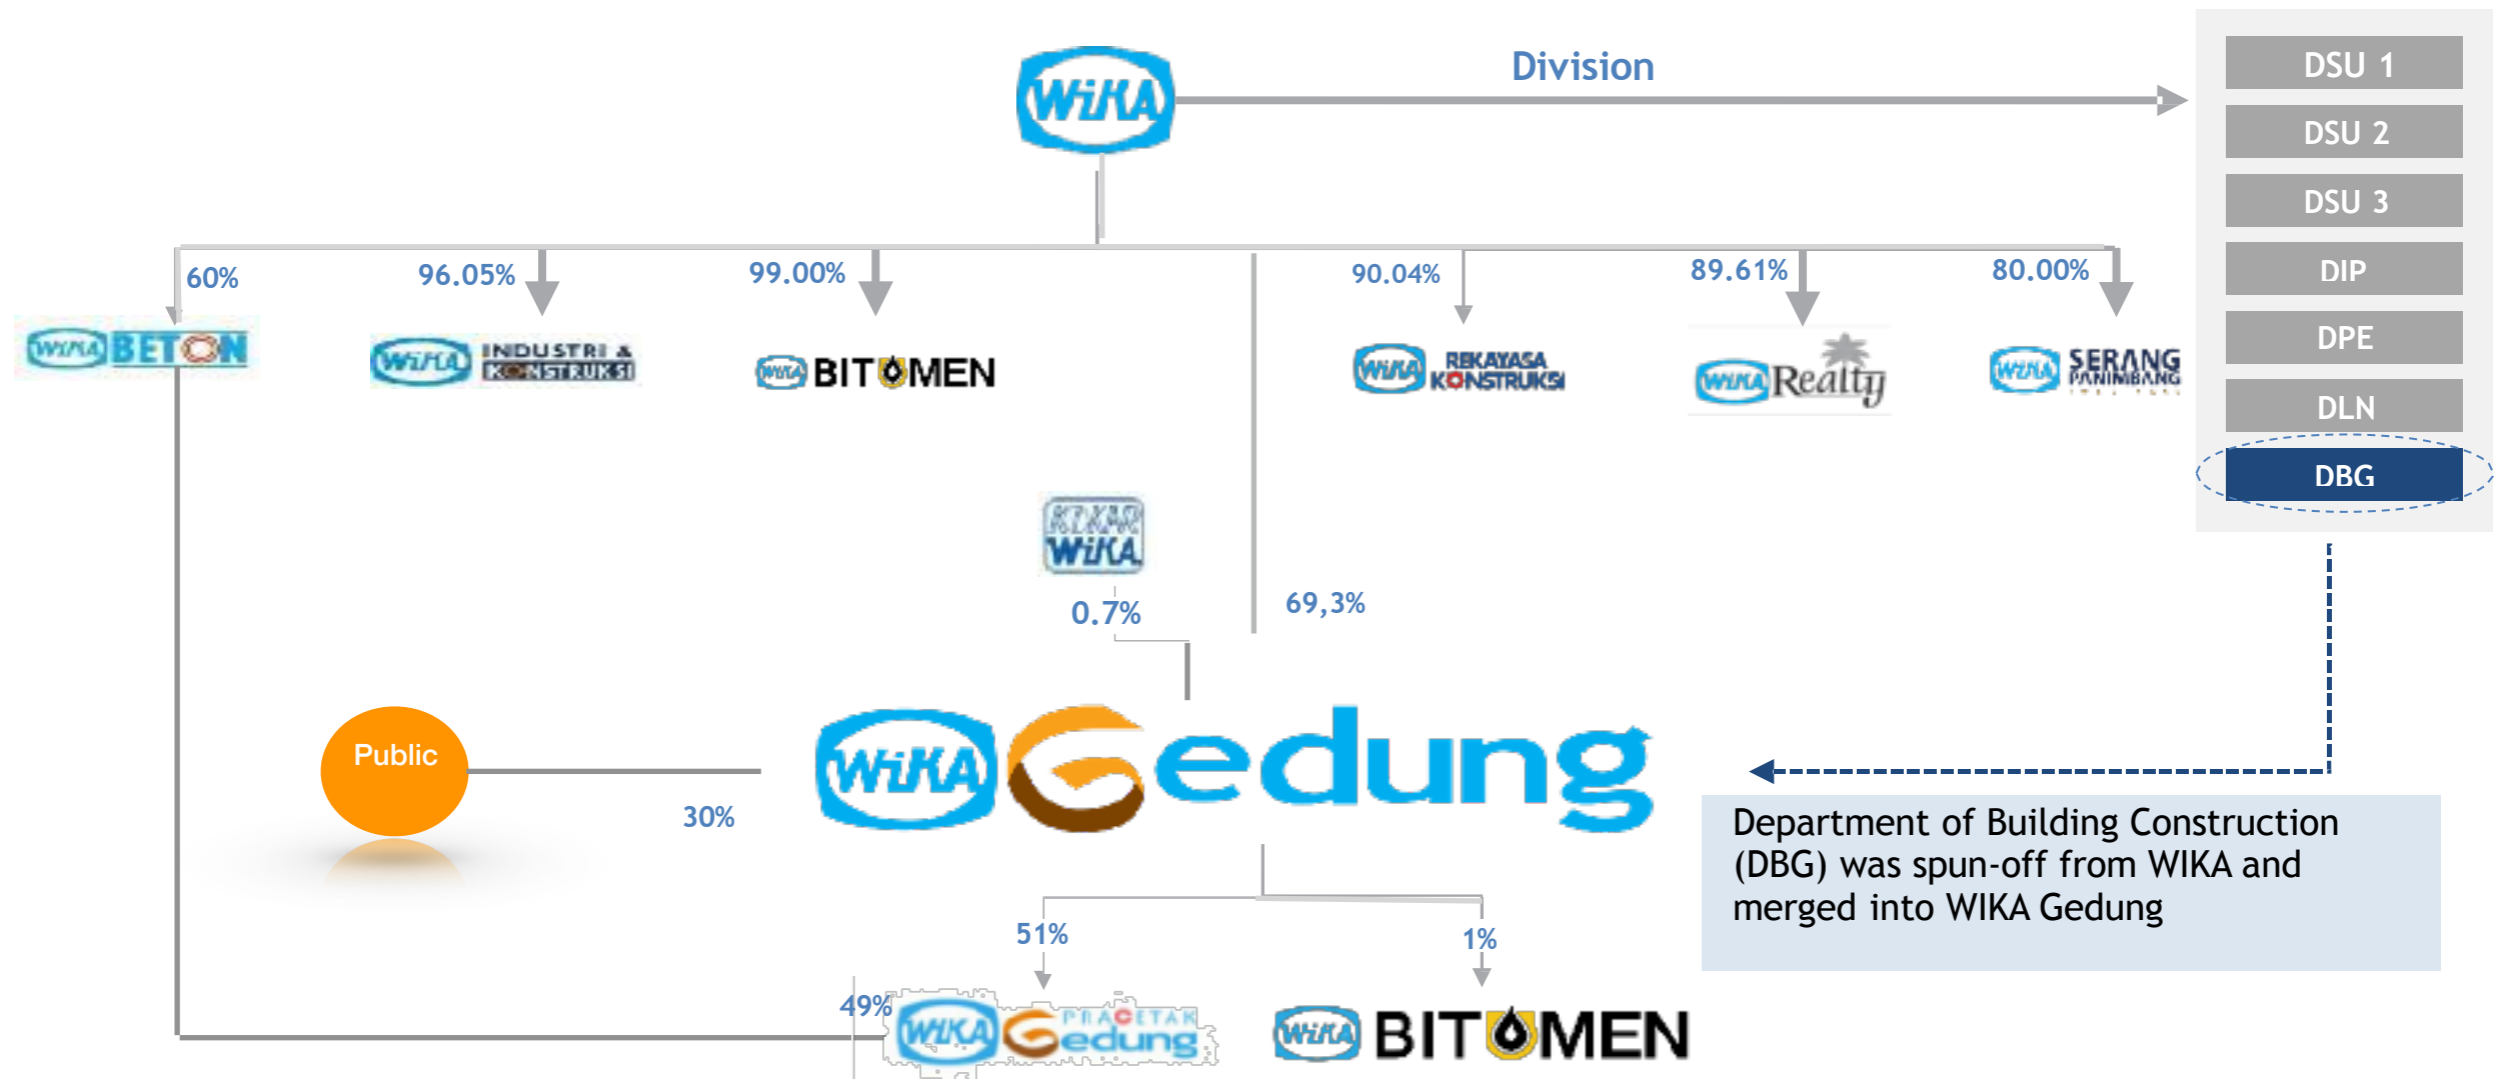 WiKA
Division
DSU 1
DSU 2
DSU 3
DIP
DPE
DLN
DBG
60%
96.05%
99.00%
90.04%
89.61%
80.00%
WiKA BETON
WiKA INDUSTRI &
KONSTRUKSI
WiKA BITUMEN
WiKA REKAYASA
KONSTRUKSI
WiKA Realty
WiKA SERANG
PANIMBANG
WiKA
0.7%
69,3%
Public
30%
WiKA Gedung
Department of Building Construction
(DBG) was spun-off from WIKA and
merged into WIKA Gedung
51%
1%
49%
WiKA PRACETAK
Gedung
WiKA BITUMEN